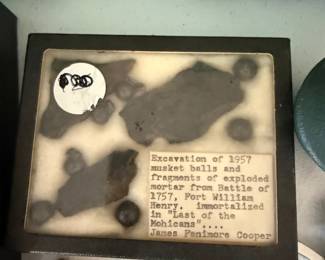 Excavation of 1957
musket balls and
fragments of exploded
mortar from Battle of
1757, Fort William
Henry, immortalized
in "Last of the
Mohicans"....
James Fenimore Cooper